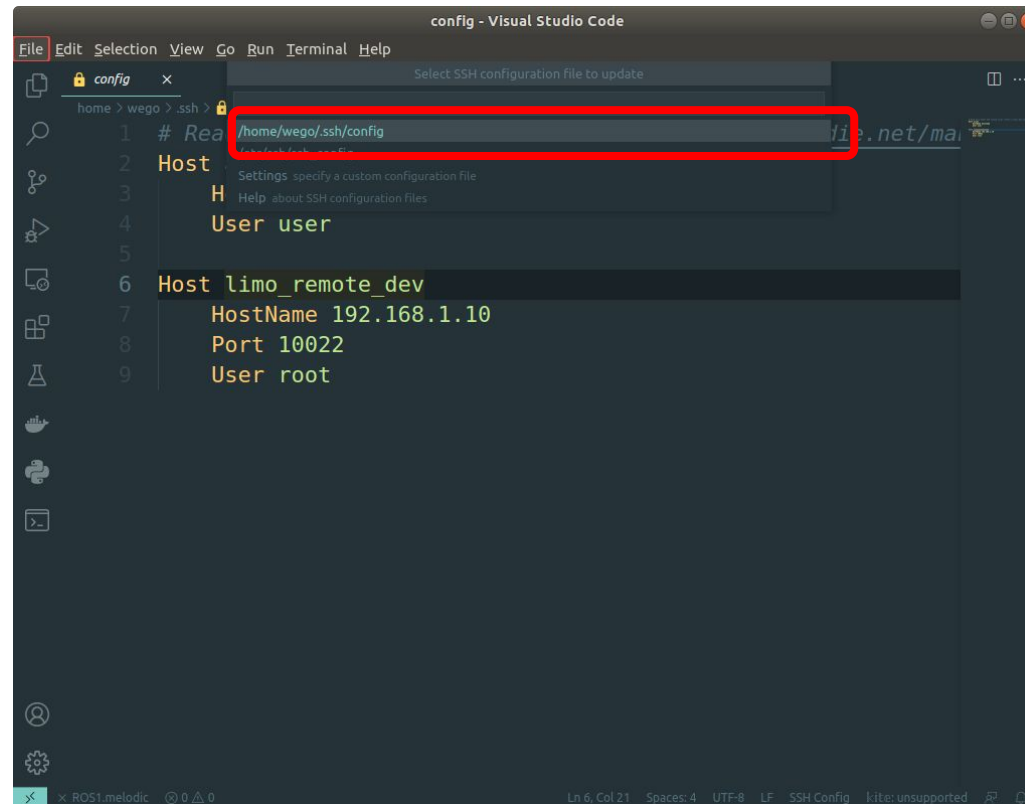 config - Visual Studio Code
File Edit Selection View Go Run Terminal Help
config
Select SSH configuration file to update
home > wego > .ssh >
/home/wego/.ssh/config
1 # Rea die.net/ma
2 Host
Settings specify a custom configuration file
3 H
Help about SSH configuration files
4 User user
5
6 Host limo_remote_dev
7 HostName 192.168.1.10
8 Port 10022
9 User root
ROS1.melodic 0 0 Ln 6, Col 21 Spaces: 4 UTF-8 LF SSH Config kite: unsupported